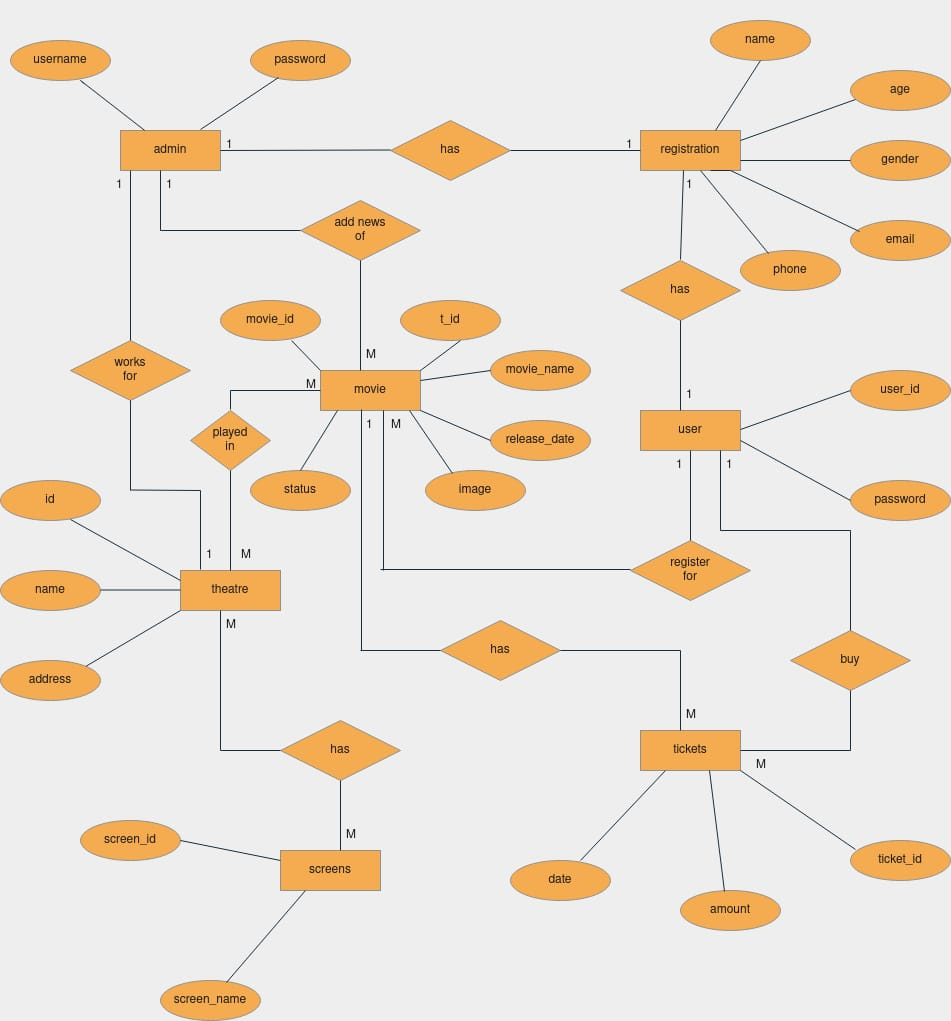 name
username
password
age
1
1
admin
has
registration
gender
1
1
1
add news
of
email
phone
has
movie_id
t_id
M
works
for
movie_name
M
movie
1
user_id
1
M
played
in
release_date
user
1
1
status
image
id
password
1
M
register
for
name
theatre
M
has
buy
address
M
has
tickets
M
M
screen_id
screens
date
ticket_id
amount
screen_name